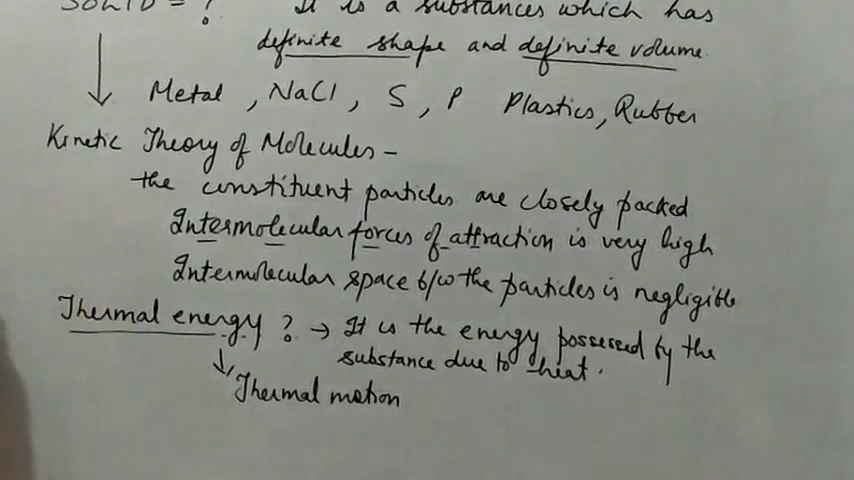 SOLID = ? It is a substances which has
definite shape and definite volume
Metal, NaCl, S, P Plastics, Rubber
Kinetic Theory of Molecules -
the constituent particles are closely packed
Intermolecular forces of attraction is very high
Intermolecular space b/w the particles is negligible
Thermal energy ? → It is the energy possessed by the
substance due to heat.
Thermal motion